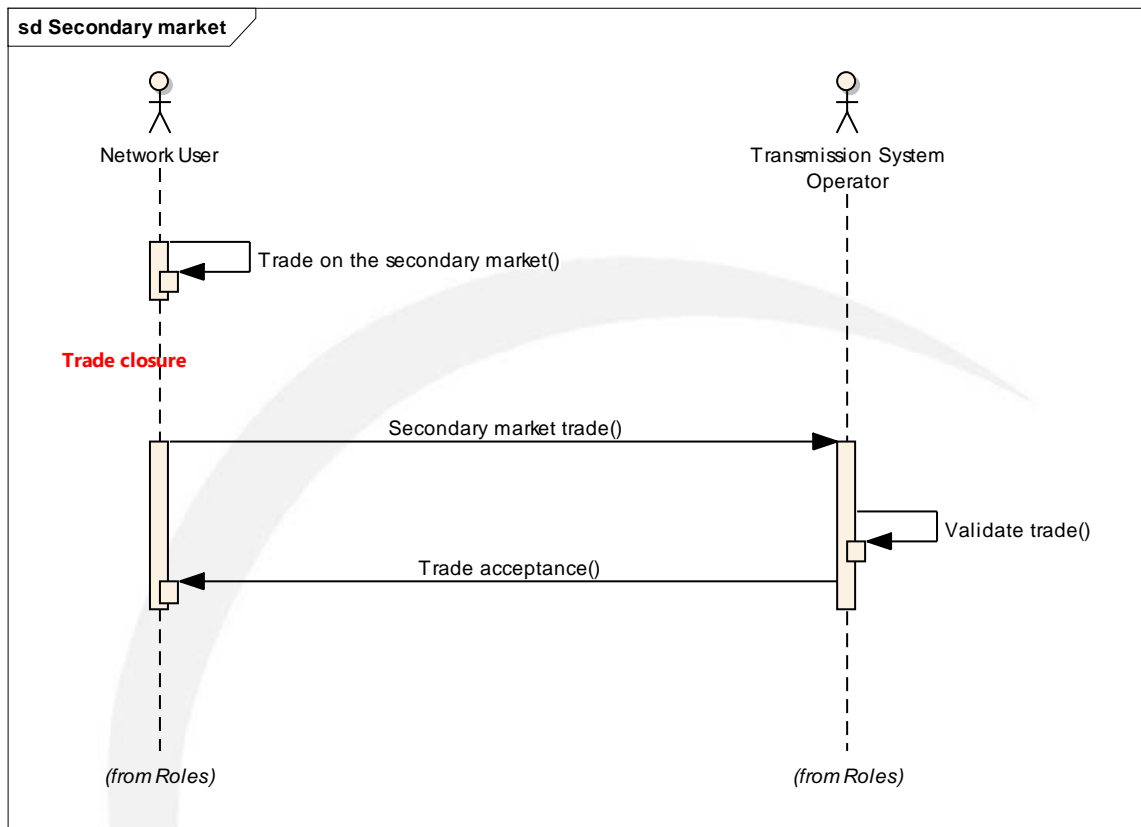 sd Secondary market
Network User
Transmission System
Operator
Trade on the secondary market()
Trade closure
Secondary market trade()
Validate trade()
Trade acceptance()
(from Roles)
(from Roles)